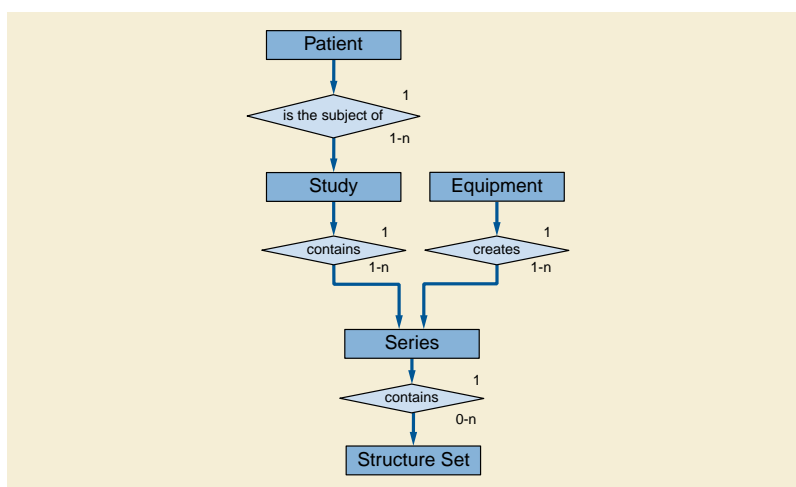 Patient
1
is the subject of
1-n
Study
Equipment
1
1
contains
creates
1-n
1-n
Series
1
contains
0-n
Structure Set